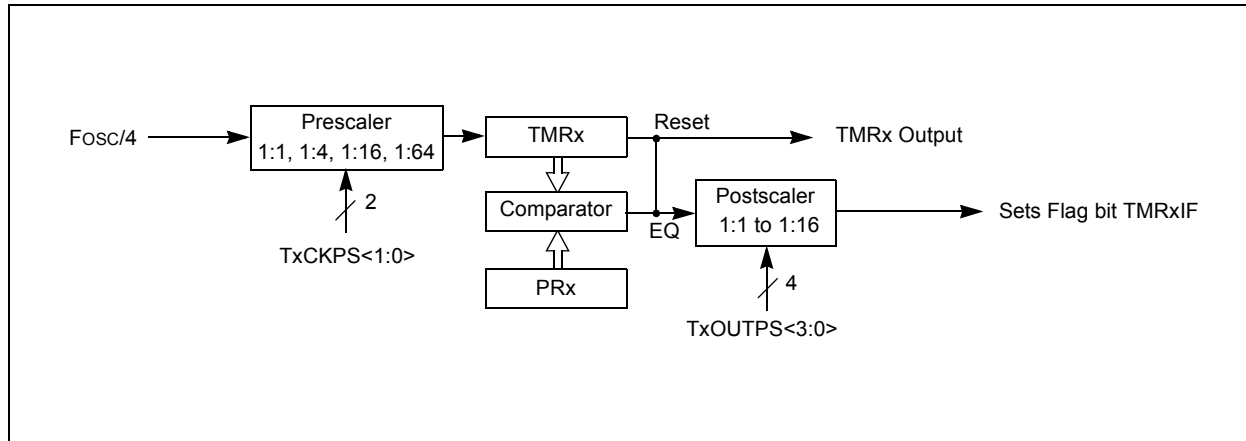 FOSC/4
Prescaler
1:1, 1:4, 1:16, 1:64
2
TxCKPS<1:0>
TMRx
Reset
TMRx Output
Comparator
EQ
PRx
Postscaler
1:1 to 1:16
4
TxOUTPS<3:0>
Sets Flag bit TMRxIF